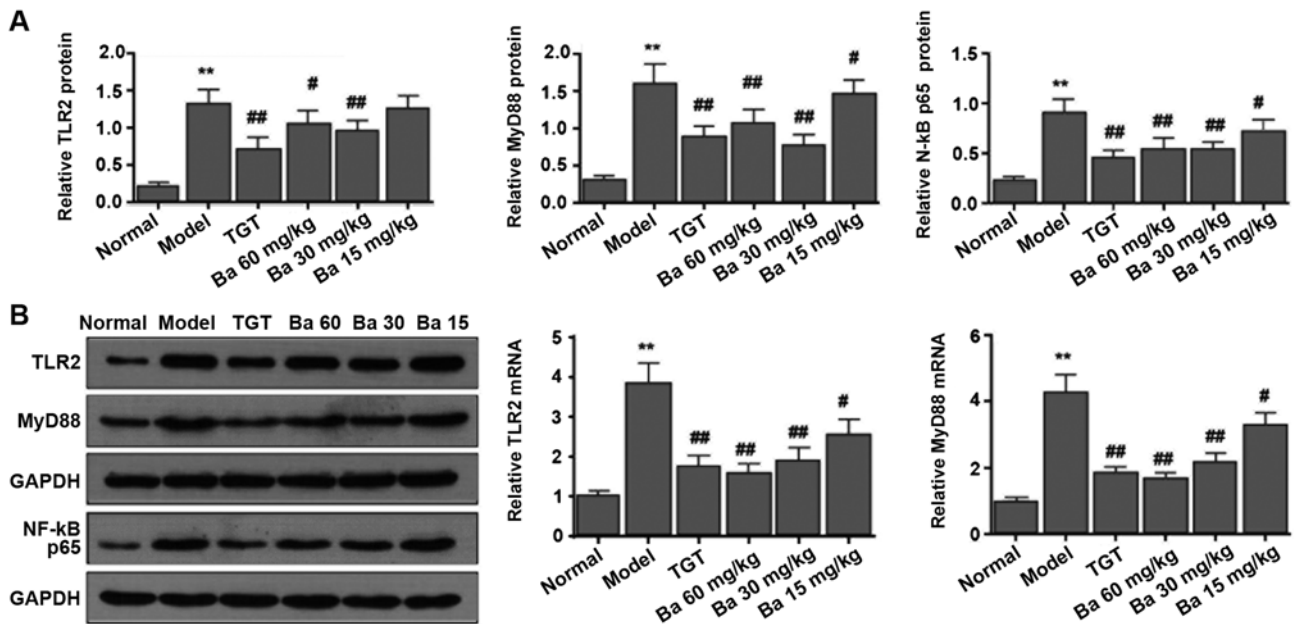 A
Relative TLR2 protein
2.0
1.5
1.0
0.5
0.0
**
##
#
##
Normal
Model
TGT
Ba 60 mg/kg
Ba 30 mg/kg
Ba 15 mg/kg
Relative MyD88 protein
2.0
1.5
1.0
0.5
0.0
**
##
##
##
#
Normal
Model
TGT
Ba 60 mg/kg
Ba 30 mg/kg
Ba 15 mg/kg
Relative N-kB p65 protein
1.5
1.0
0.5
0.0
**
##
##
##
#
Normal
Model
TGT
Ba 60 mg/kg
Ba 30 mg/kg
Ba 15 mg/kg
B
Normal Model TGT Ba 60 Ba 30 Ba 15
TLR2
MyD88
GAPDH
NF-kB
p65
GAPDH
Relative TLR2 mRNA
5
4
3
2
1
0
**
##
##
##
#
Normal
Model
TGT
Ba 60 mg/kg
Ba 30 mg/kg
Ba 15 mg/kg
Relative MyD88 mRNA
6
4
2
0
**
##
##
##
#
Normal
Model
TGT
Ba 60 mg/kg
Ba 30 mg/kg
Ba 15 mg/kg